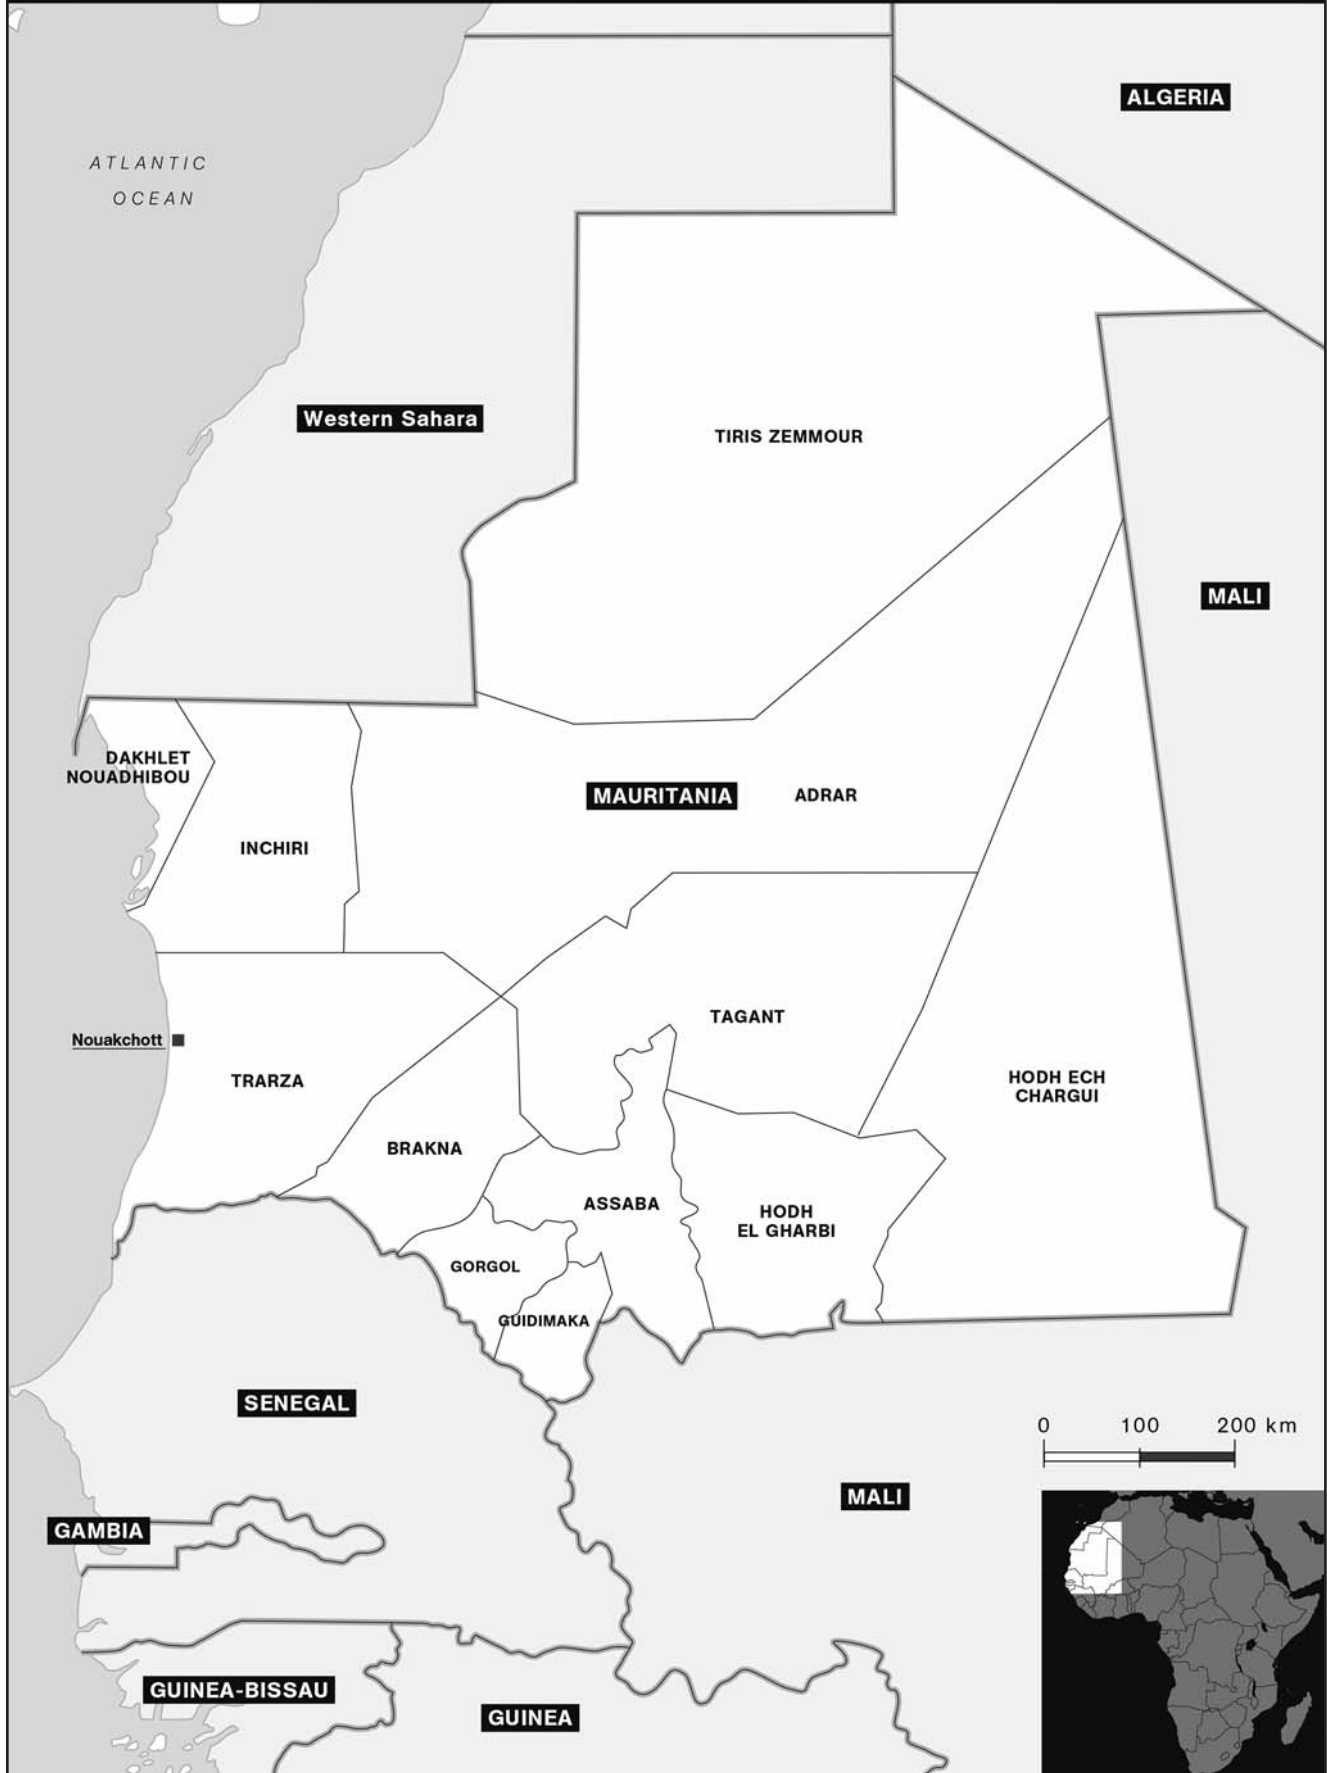 ALGERIA
ATLANTIC
OCEAN
Western Sahara
TIRIS ZEMMOUR
MALI
DAKHLET
NOUADHIBOU
MAURITANIA
ADRAR
INCHIRI
TAGANT
Nouakchott
TRARZA
HODH ECH
CHARGUI
BRAKNA
ASSABA
HODH
EL GHARBI
GORGOL
GUIDIMAKA
SENEGAL
0 100 200 km
MALI
GAMBIA
GUINEA-BISSAU
GUINEA